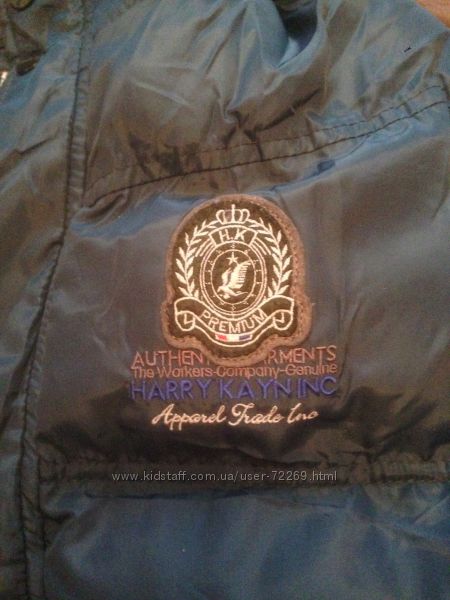 H.K
PREMIUM
AUTHEN RMENTS
The Workers-Company-Genuine
HARRY KAYN INC
Apparel Trade Inc
www.kidstaff.com.ua/user-72269.html